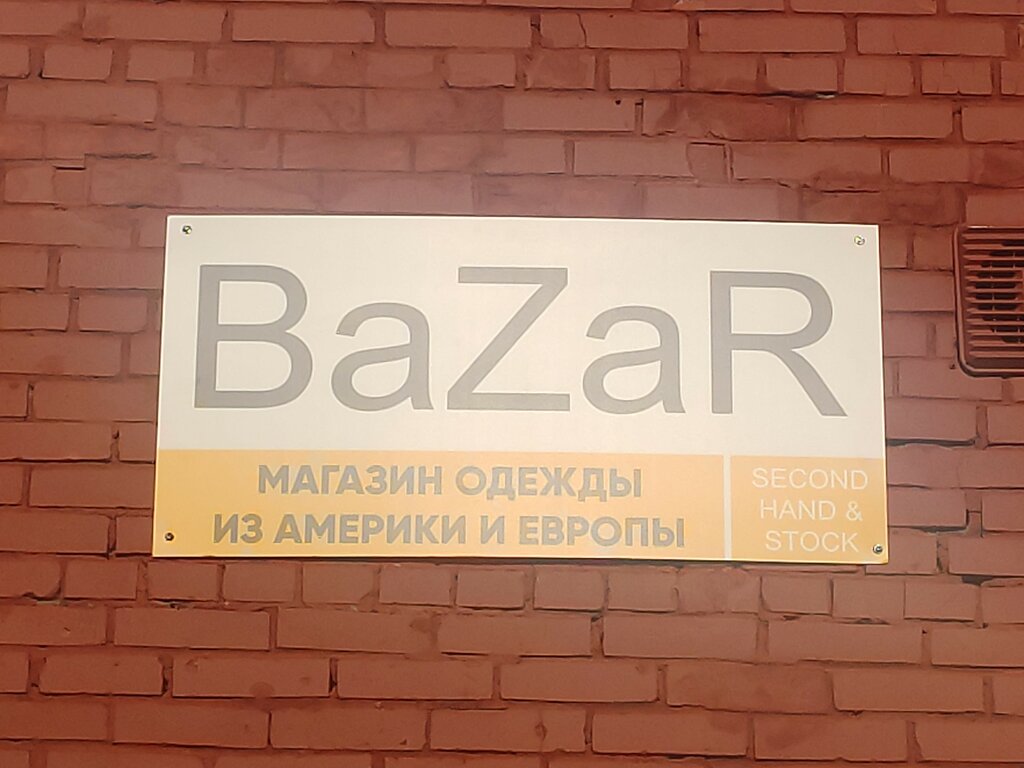 BaZaR
МАГАЗИН ОДЕЖДЫ
ИЗ АМЕРИКИ И ЕВРОПЫ
SECOND
HAND &
STOCK